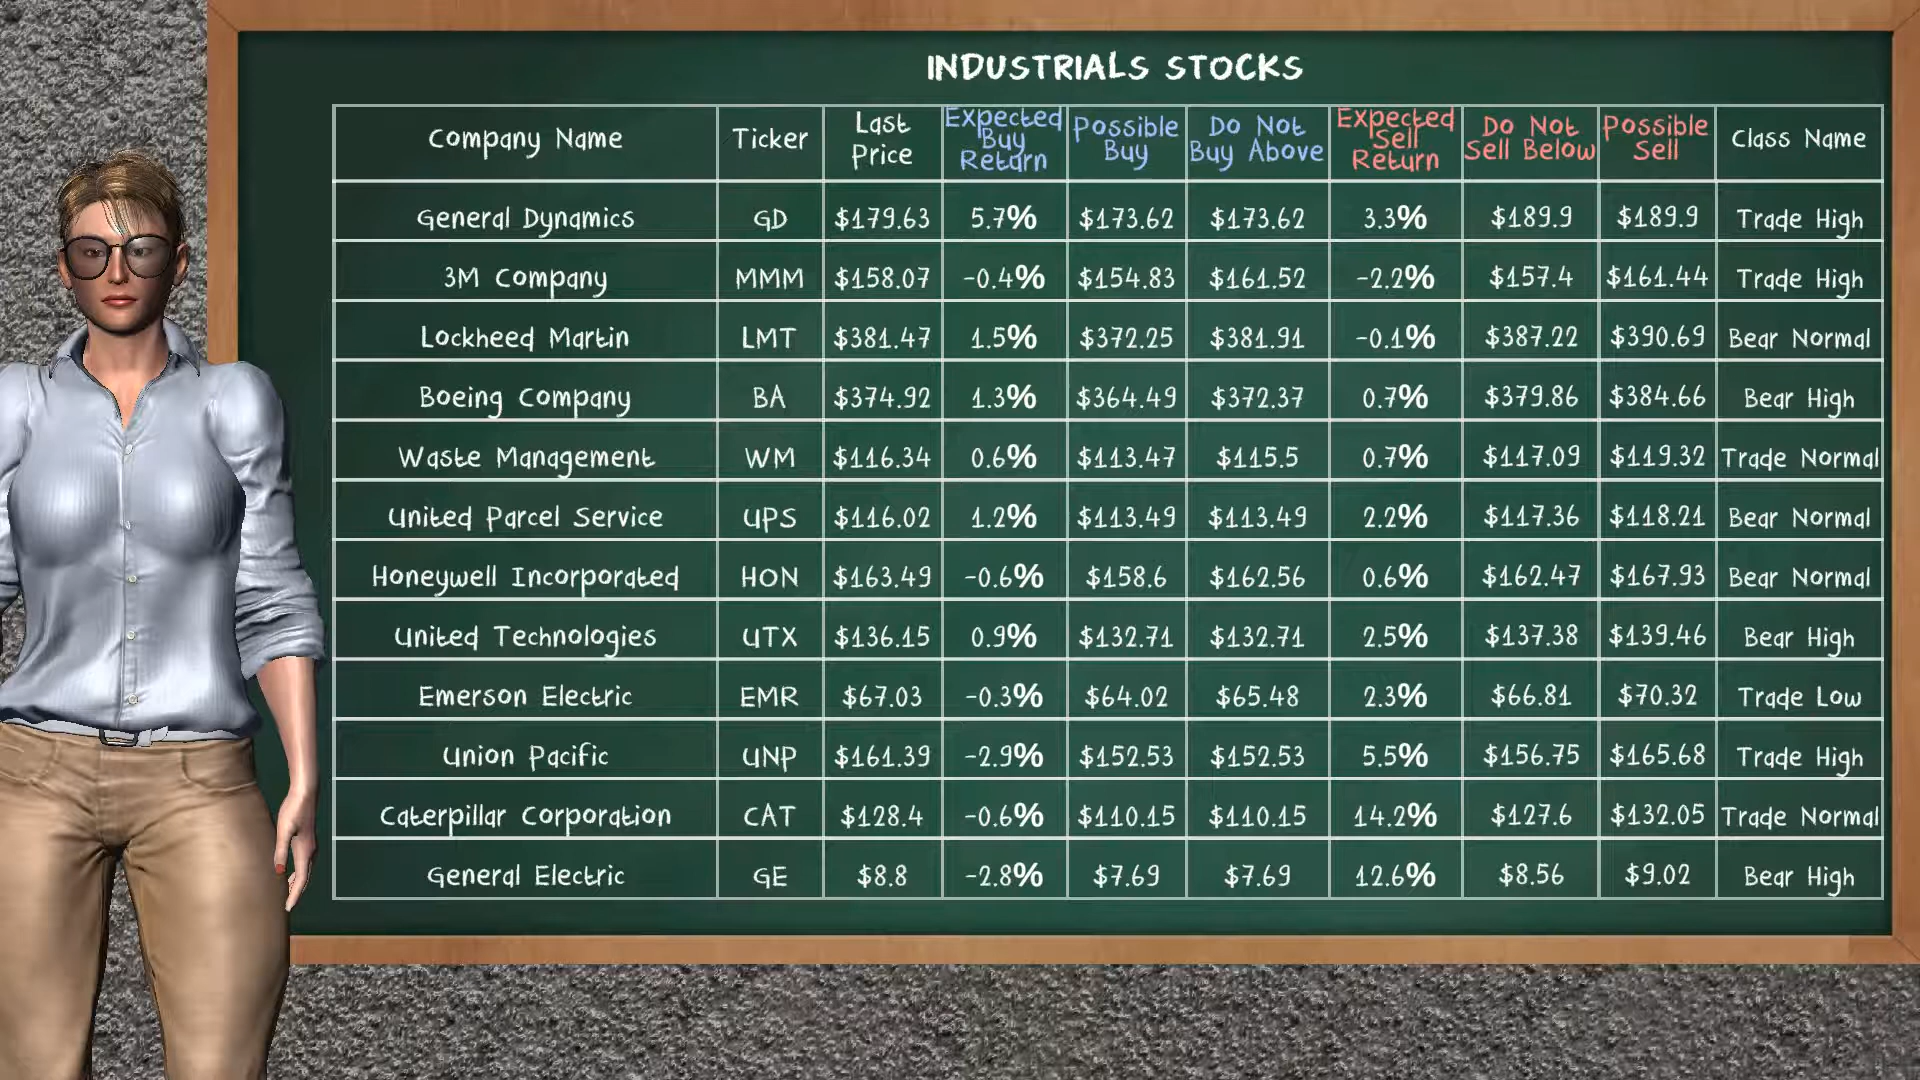 INDUSTRIALS STOCKS
Company Name Ticker Last Price Expected Buy Return Possible Buy Do Not Buy Above Expected Sell Return Do Not Sell Below Possible Sell Class Name
General Dynamics GD $179.63 5.7% $173.62 $173.62 3.3% $189.9 $189.9 Trade High
3M Company MMM $158.07 -0.4% $154.83 $161.52 -2.2% $157.4 $161.44 Trade High
Lockheed Martin LMT $381.47 1.5% $372.25 $381.91 -0.1% $387.22 $390.69 Bear Normal
Boeing Company BA $374.92 1.3% $364.49 $372.37 0.7% $379.86 $384.66 Bear High
Waste Management WM $116.34 0.6% $113.47 $115.5 0.7% $117.09 $119.32 Trade Normal
United Parcel Service UPS $116.02 1.2% $113.49 $113.49 2.2% $117.36 $118.21 Bear Normal
Honeywell Incorporated HON $163.49 -0.6% $158.6 $162.56 0.6% $162.47 $167.93 Bear Normal
United Technologies UTX $136.15 0.9% $132.71 $132.71 2.5% $137.38 $139.46 Bear High
Emerson Electric EMR $67.03 -0.3% $64.02 $65.48 2.3% $66.81 $70.32 Trade Low
Union Pacific UNP $161.39 -2.9% $152.53 $152.53 5.5% $156.75 $165.68 Trade High
Caterpillar Corporation CAT $128.4 -0.6% $110.15 $110.15 14.2% $127.6 $132.05 Trade Normal
General Electric GE $8.8 -2.8% $7.69 $7.69 12.6% $8.56 $9.02 Bear High